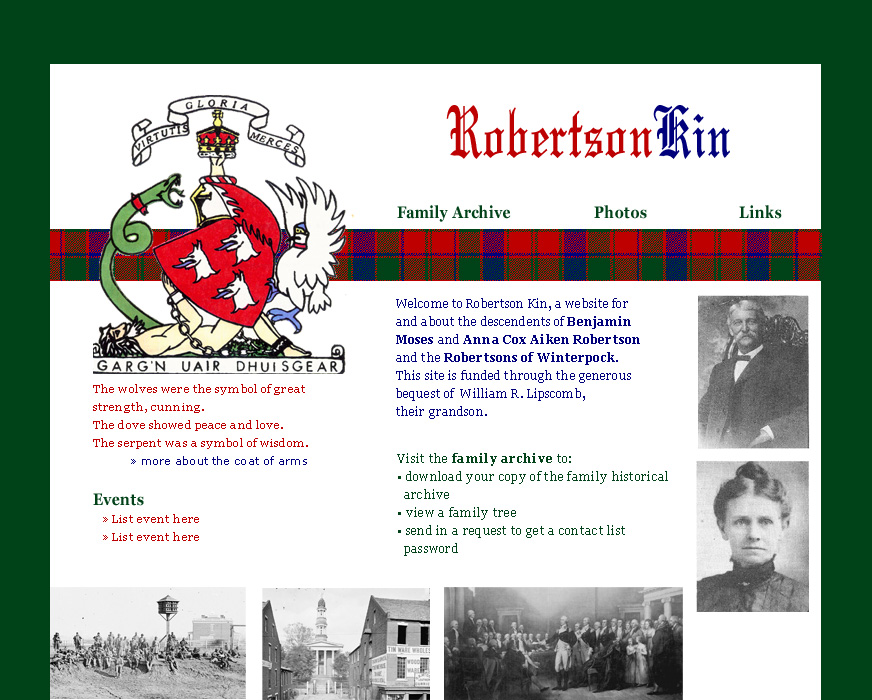 GLORIA
VIRTUTIS
MERCES
RobertsonKin
Family Archive
Photos
Links
GARG'N UAIR DHUISGEAR
The wolves were the symbol of great
strength, cunning.
The dove showed peace and love.
The serpent was a symbol of wisdom.
» more about the coat of arms
Events
» List event here
» List event here
Welcome to Robertson Kin, a website for
and about the descendents of Benjamin
Moses and Anna Cox Aiken Robertson
and the Robertsons of Winterpock.
This site is funded through the generous
bequest of William R. Lipscomb,
their grandson.
Visit the family archive to:
• download your copy of the family historical
archive
• view a family tree
• send in a request to get a contact list
password